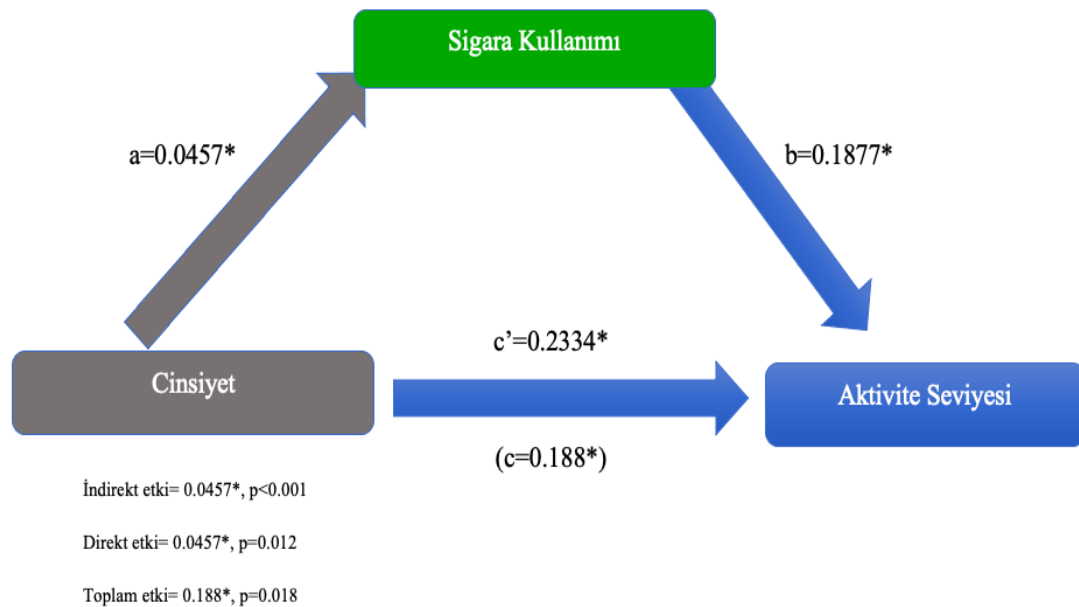 Sigara Kullanımı
a=0.0457*
b=0.1877*
c’=0.2334*
Cinsiyet
Aktivite Seviyesi
(c=0.188*)
İndirekt etki= 0.0457*, p<0.001
Direkt etki= 0.0457*, p=0.012
Toplam etki= 0.188*, p=0.018